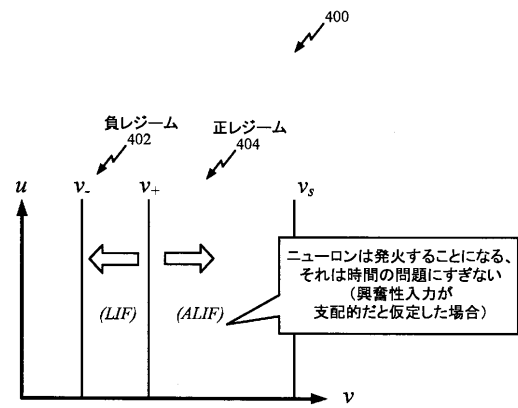 400
負レジーム
402
正レジーム
404
u
v-
v+
vs
ニューロンは発火することになる、
それは時間の問題にすぎない
(興奮性入力が
支配的だと仮定した場合)
(LIF)
(ALIF)
v